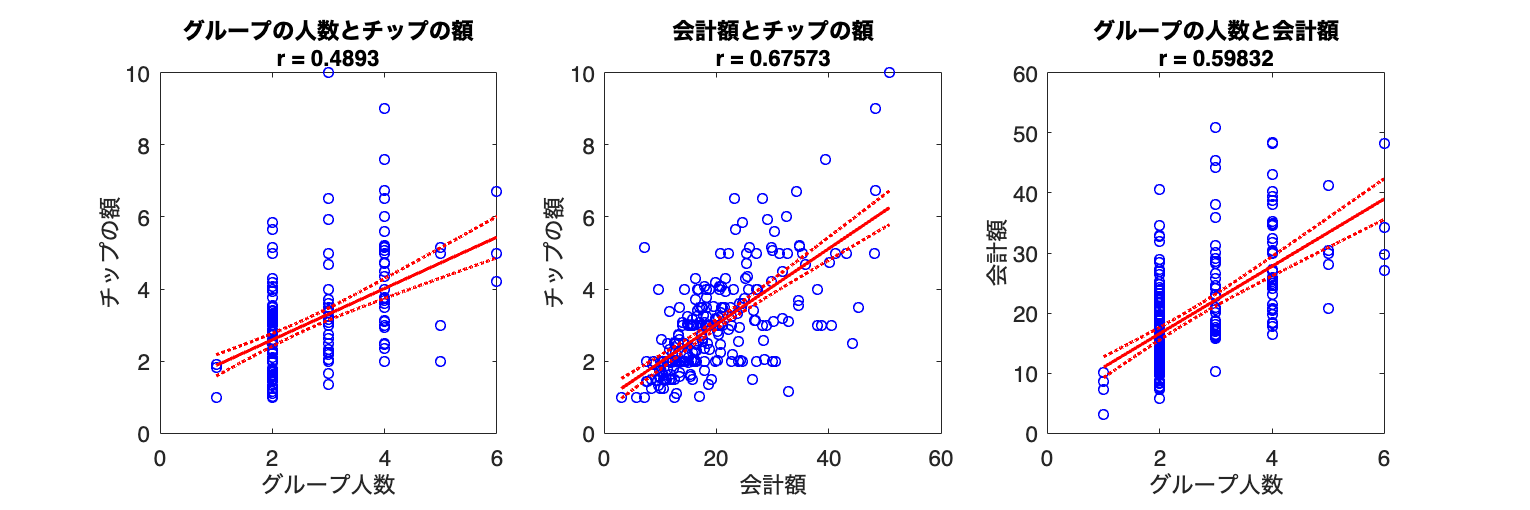 グループの人数とチップの額
r = 0.4893
10
8
6
4
2
0
チップの額
0 2 4 6
グループ人数
会計額とチップの額
r = 0.67573
10
8
6
4
2
0
チップの額
0 20 40 60
会計額
グループの人数と会計額
r = 0.59832
60
50
40
30
20
10
0
会計額
0 2 4 6
グループ人数